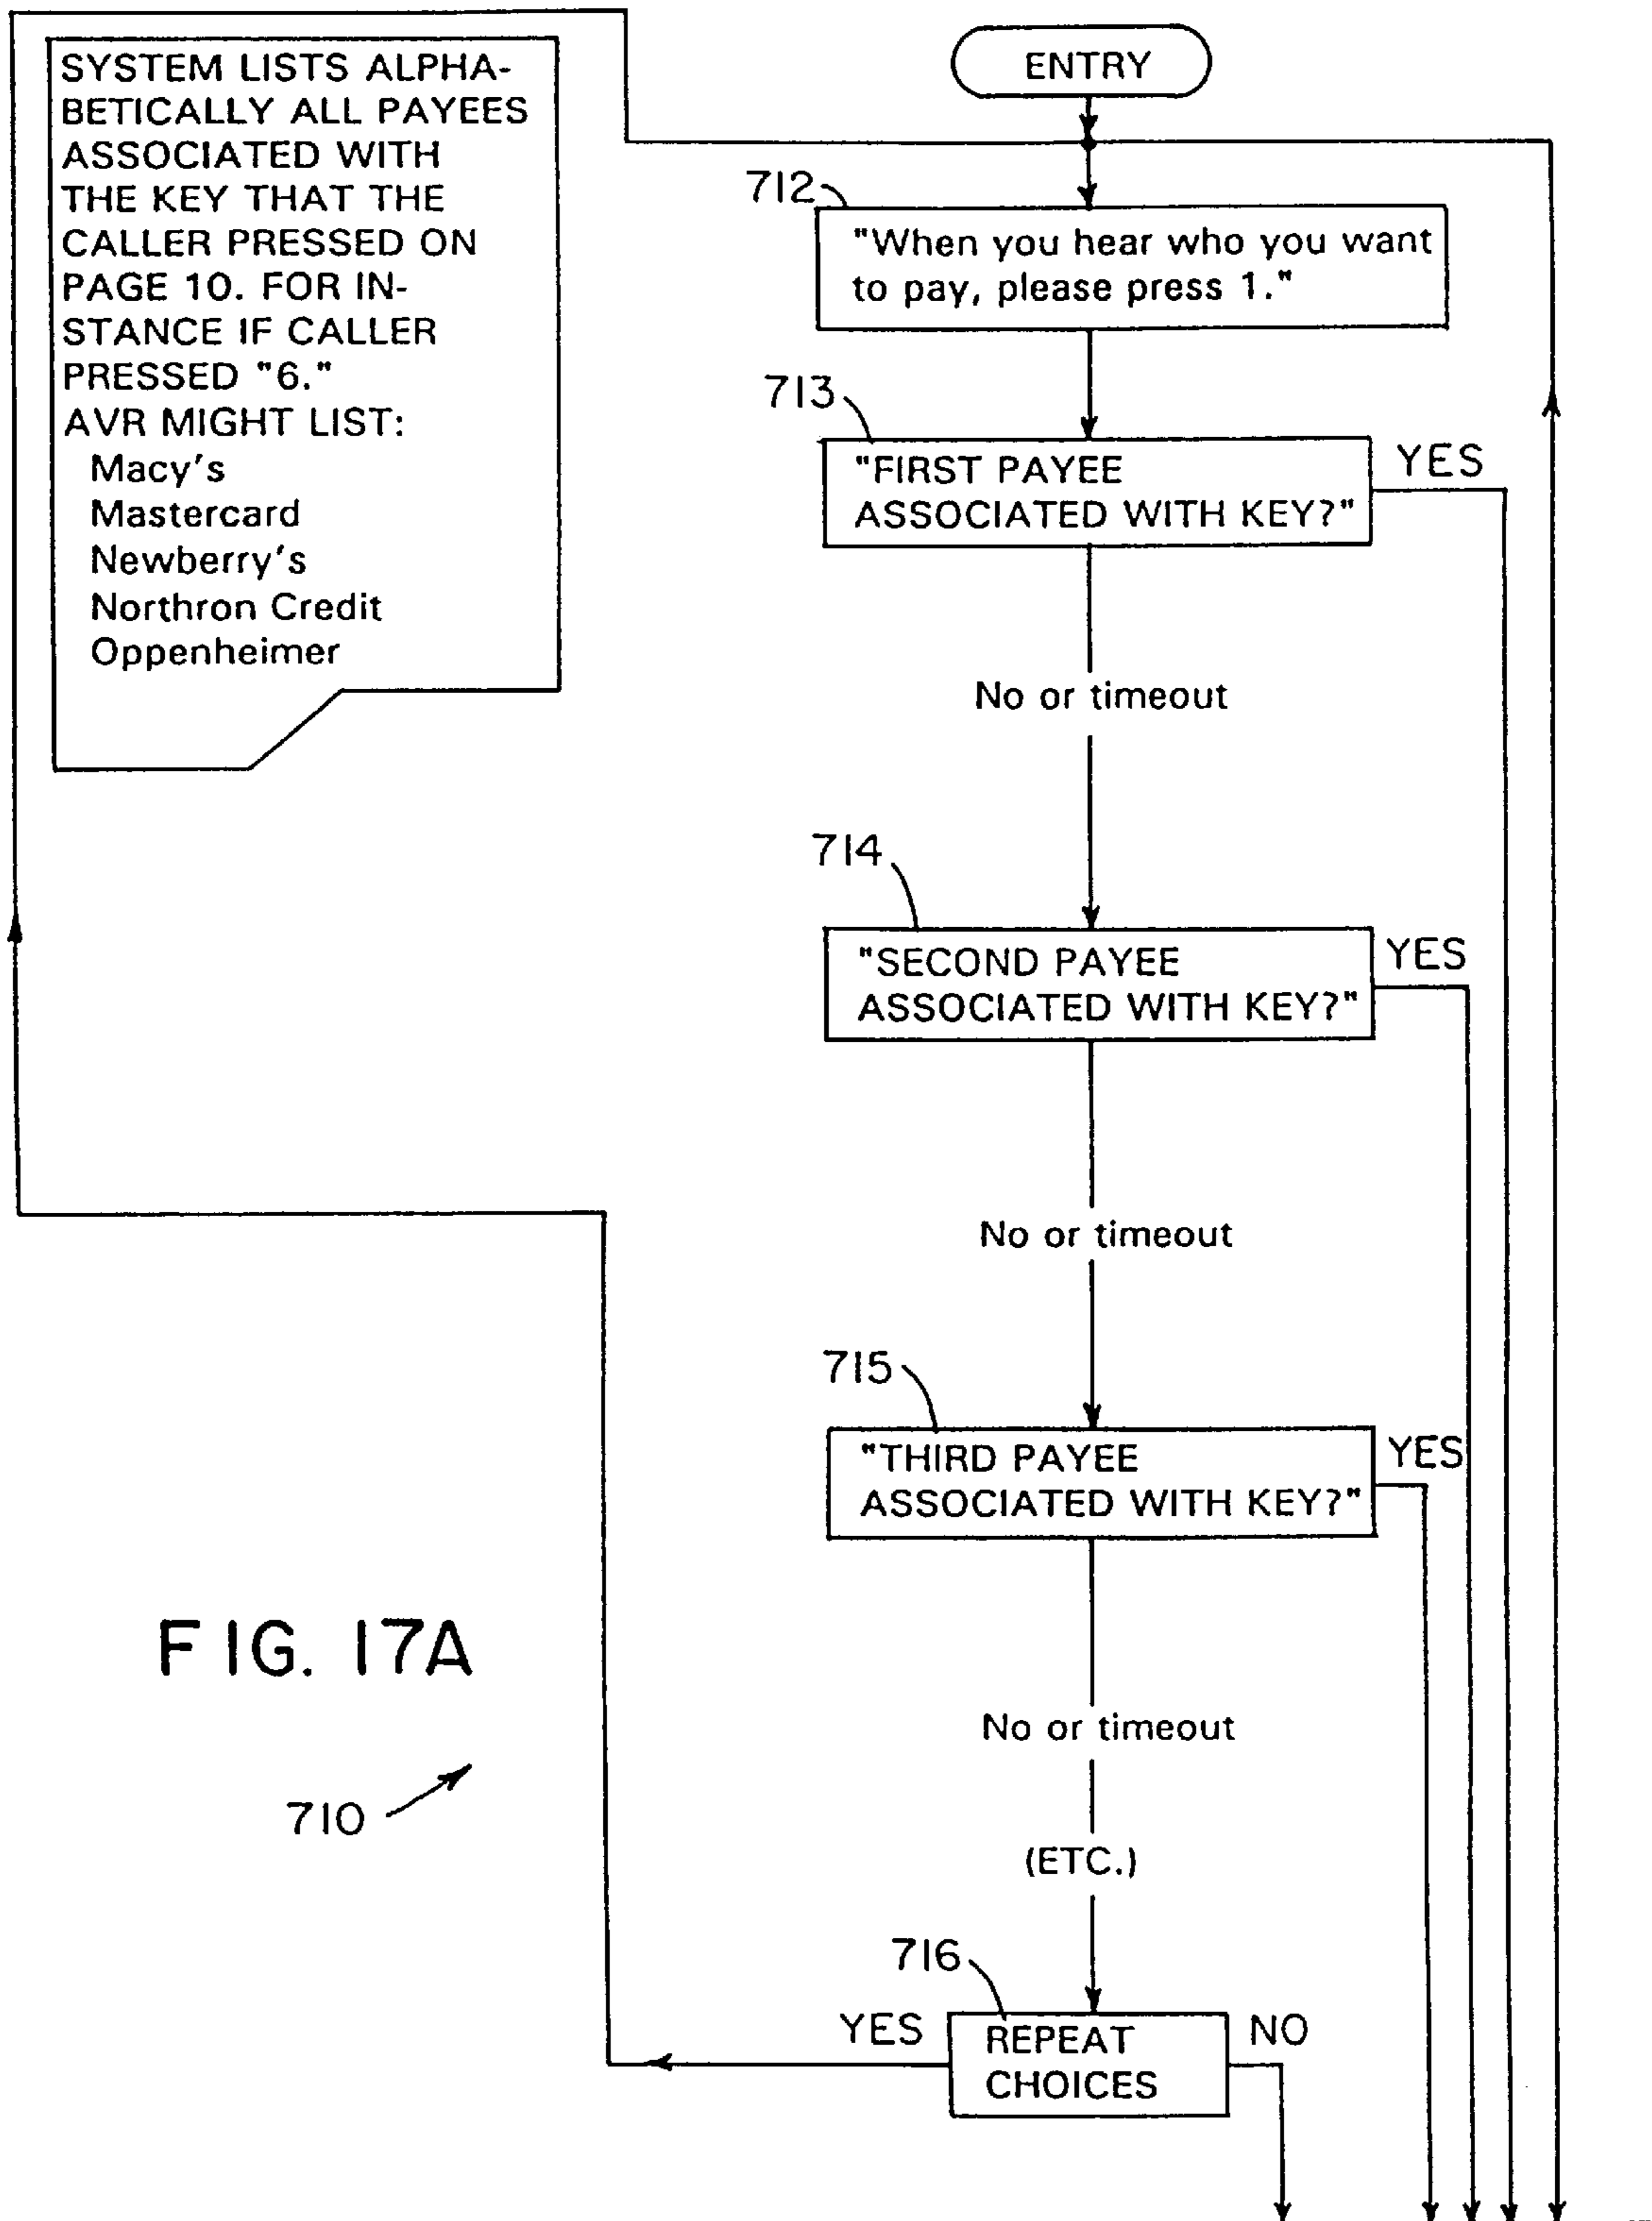 SYSTEM LISTS ALPHA-
BETICALLY ALL PAYEES
ASSOCIATED WITH
THE KEY THAT THE
CALLER PRESSED ON
PAGE 10. FOR IN-
STANCE IF CALLER
PRESSED "6."
AVR MIGHT LIST:
Macy's
Mastercard
Newberry's
Northron Credit
Oppenheimer
ENTRY
712
"When you hear who you want
to pay, please press 1."
713
"FIRST PAYEE
ASSOCIATED WITH KEY?"
YES
No or timeout
714
"SECOND PAYEE
ASSOCIATED WITH KEY?"
YES
No or timeout
715
"THIRD PAYEE
ASSOCIATED WITH KEY?"
YES
No or timeout
(ETC.)
716
REPEAT
CHOICES
YES
NO
FIG. 17A
710